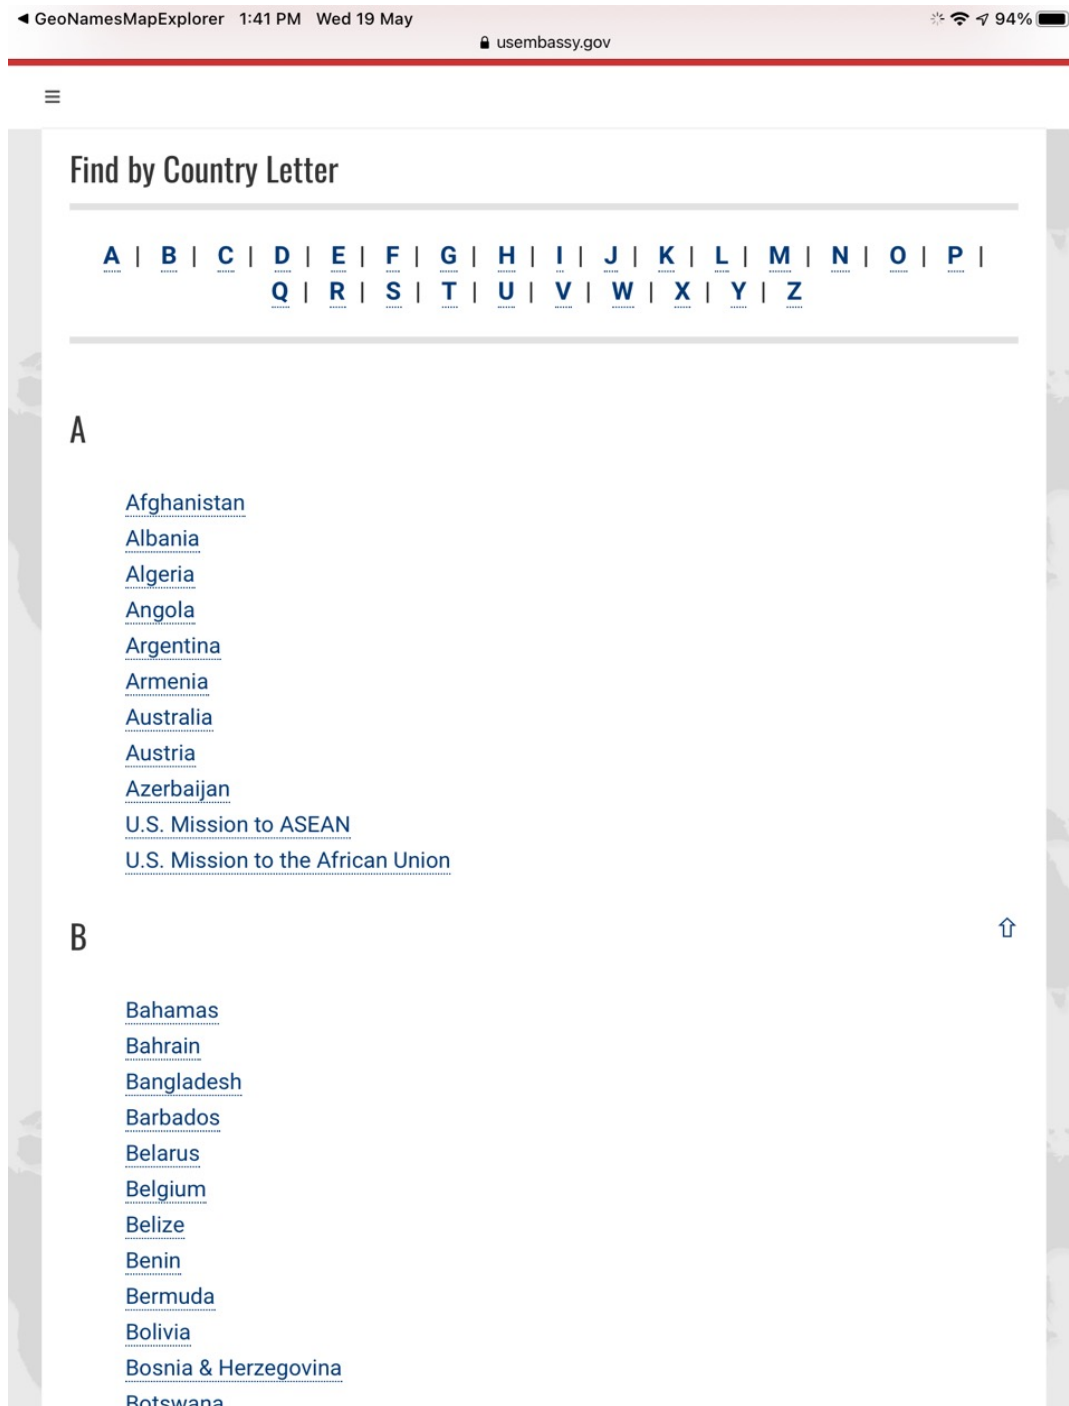 ◀ GeoNamesMapExplorer 1:41 PM Wed 19 May 94%
usembassy.gov
Find by Country Letter
A | B | C | D | E | F | G | H | I | J | K | L | M | N | O | P |
Q | R | S | T | U | V | W | X | Y | Z
A
Afghanistan
Albania
Algeria
Angola
Argentina
Armenia
Australia
Austria
Azerbaijan
U.S. Mission to ASEAN
U.S. Mission to the African Union
B
Bahamas
Bahrain
Bangladesh
Barbados
Belarus
Belgium
Belize
Benin
Bermuda
Bolivia
Bosnia & Herzegovina
Botswana